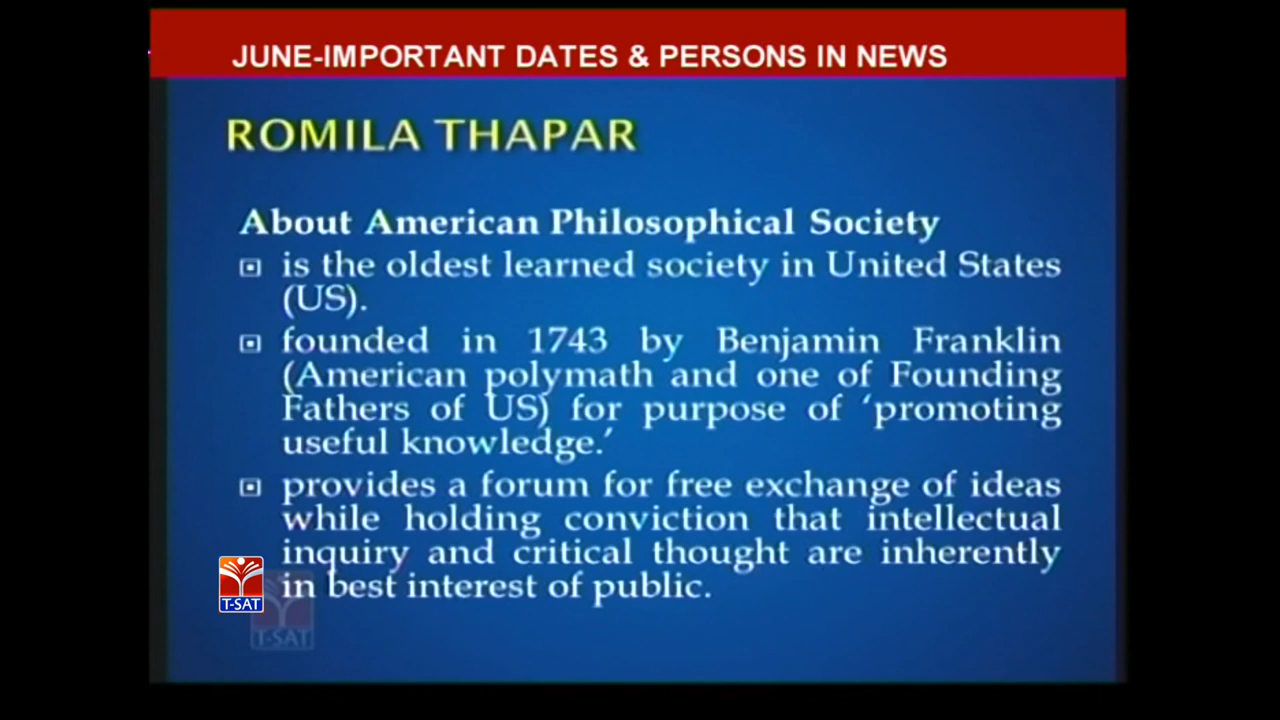 JUNE-IMPORTANT DATES & PERSONS IN NEWS
ROMILA THAPAR
About American Philosophical Society
is the oldest learned society in United States
(US).
founded in 1743 by Benjamin Franklin
(American polymath and one of Founding
Fathers of US) for purpose of ‘promoting
useful knowledge.’
provides a forum for free exchange of ideas
while holding conviction that intellectual
inquiry and critical thought are inherently
in best interest of public.
T-SAT
T-SAT